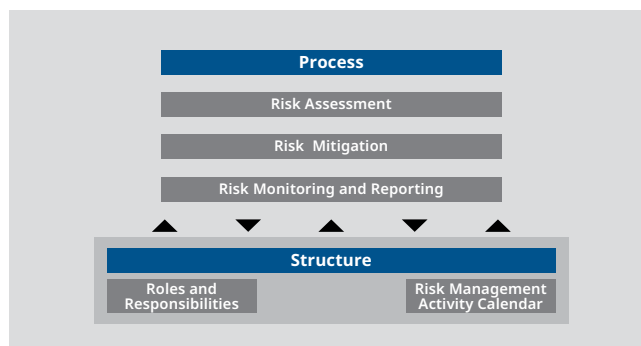 Process
Risk Assessment
Risk Mitigation
Risk Monitoring and Reporting
Structure
Roles and
Responsibilities
Risk Management
Activity Calendar